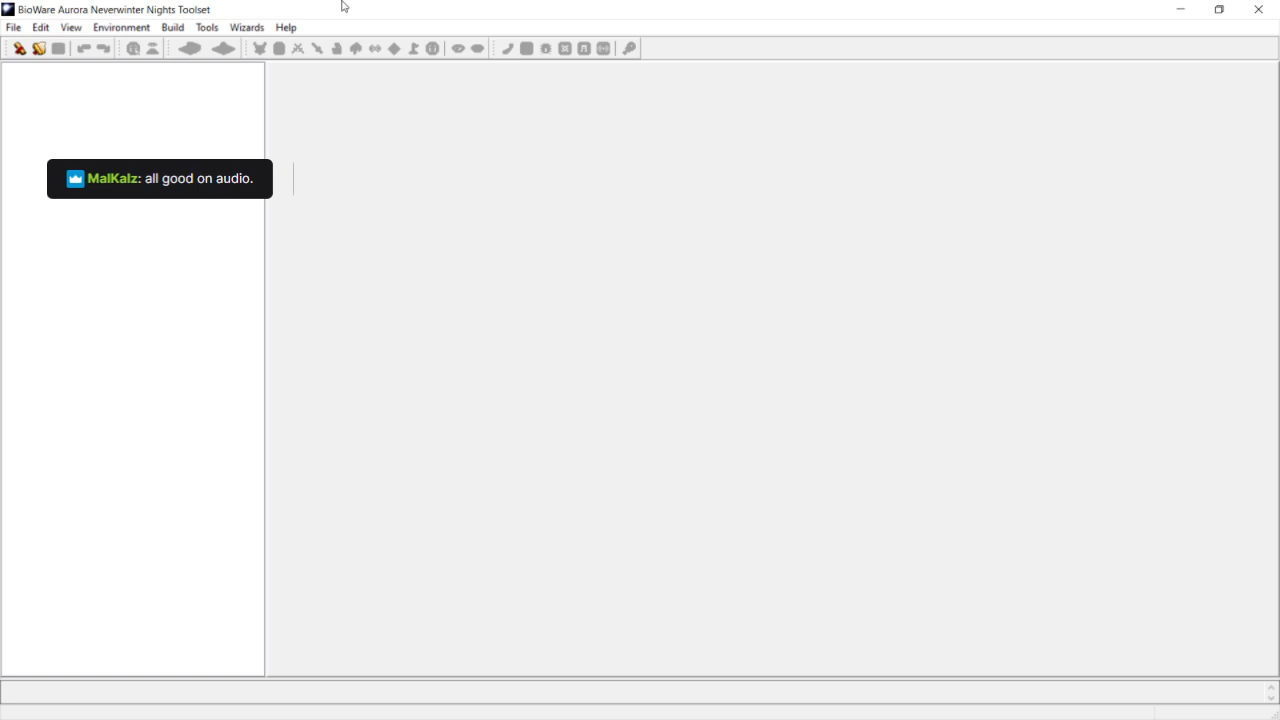 BioWare Aurora Neverwinter Nights Toolset
File Edit View Environment Build Tools Wizards Help
MalKalz: all good on audio.